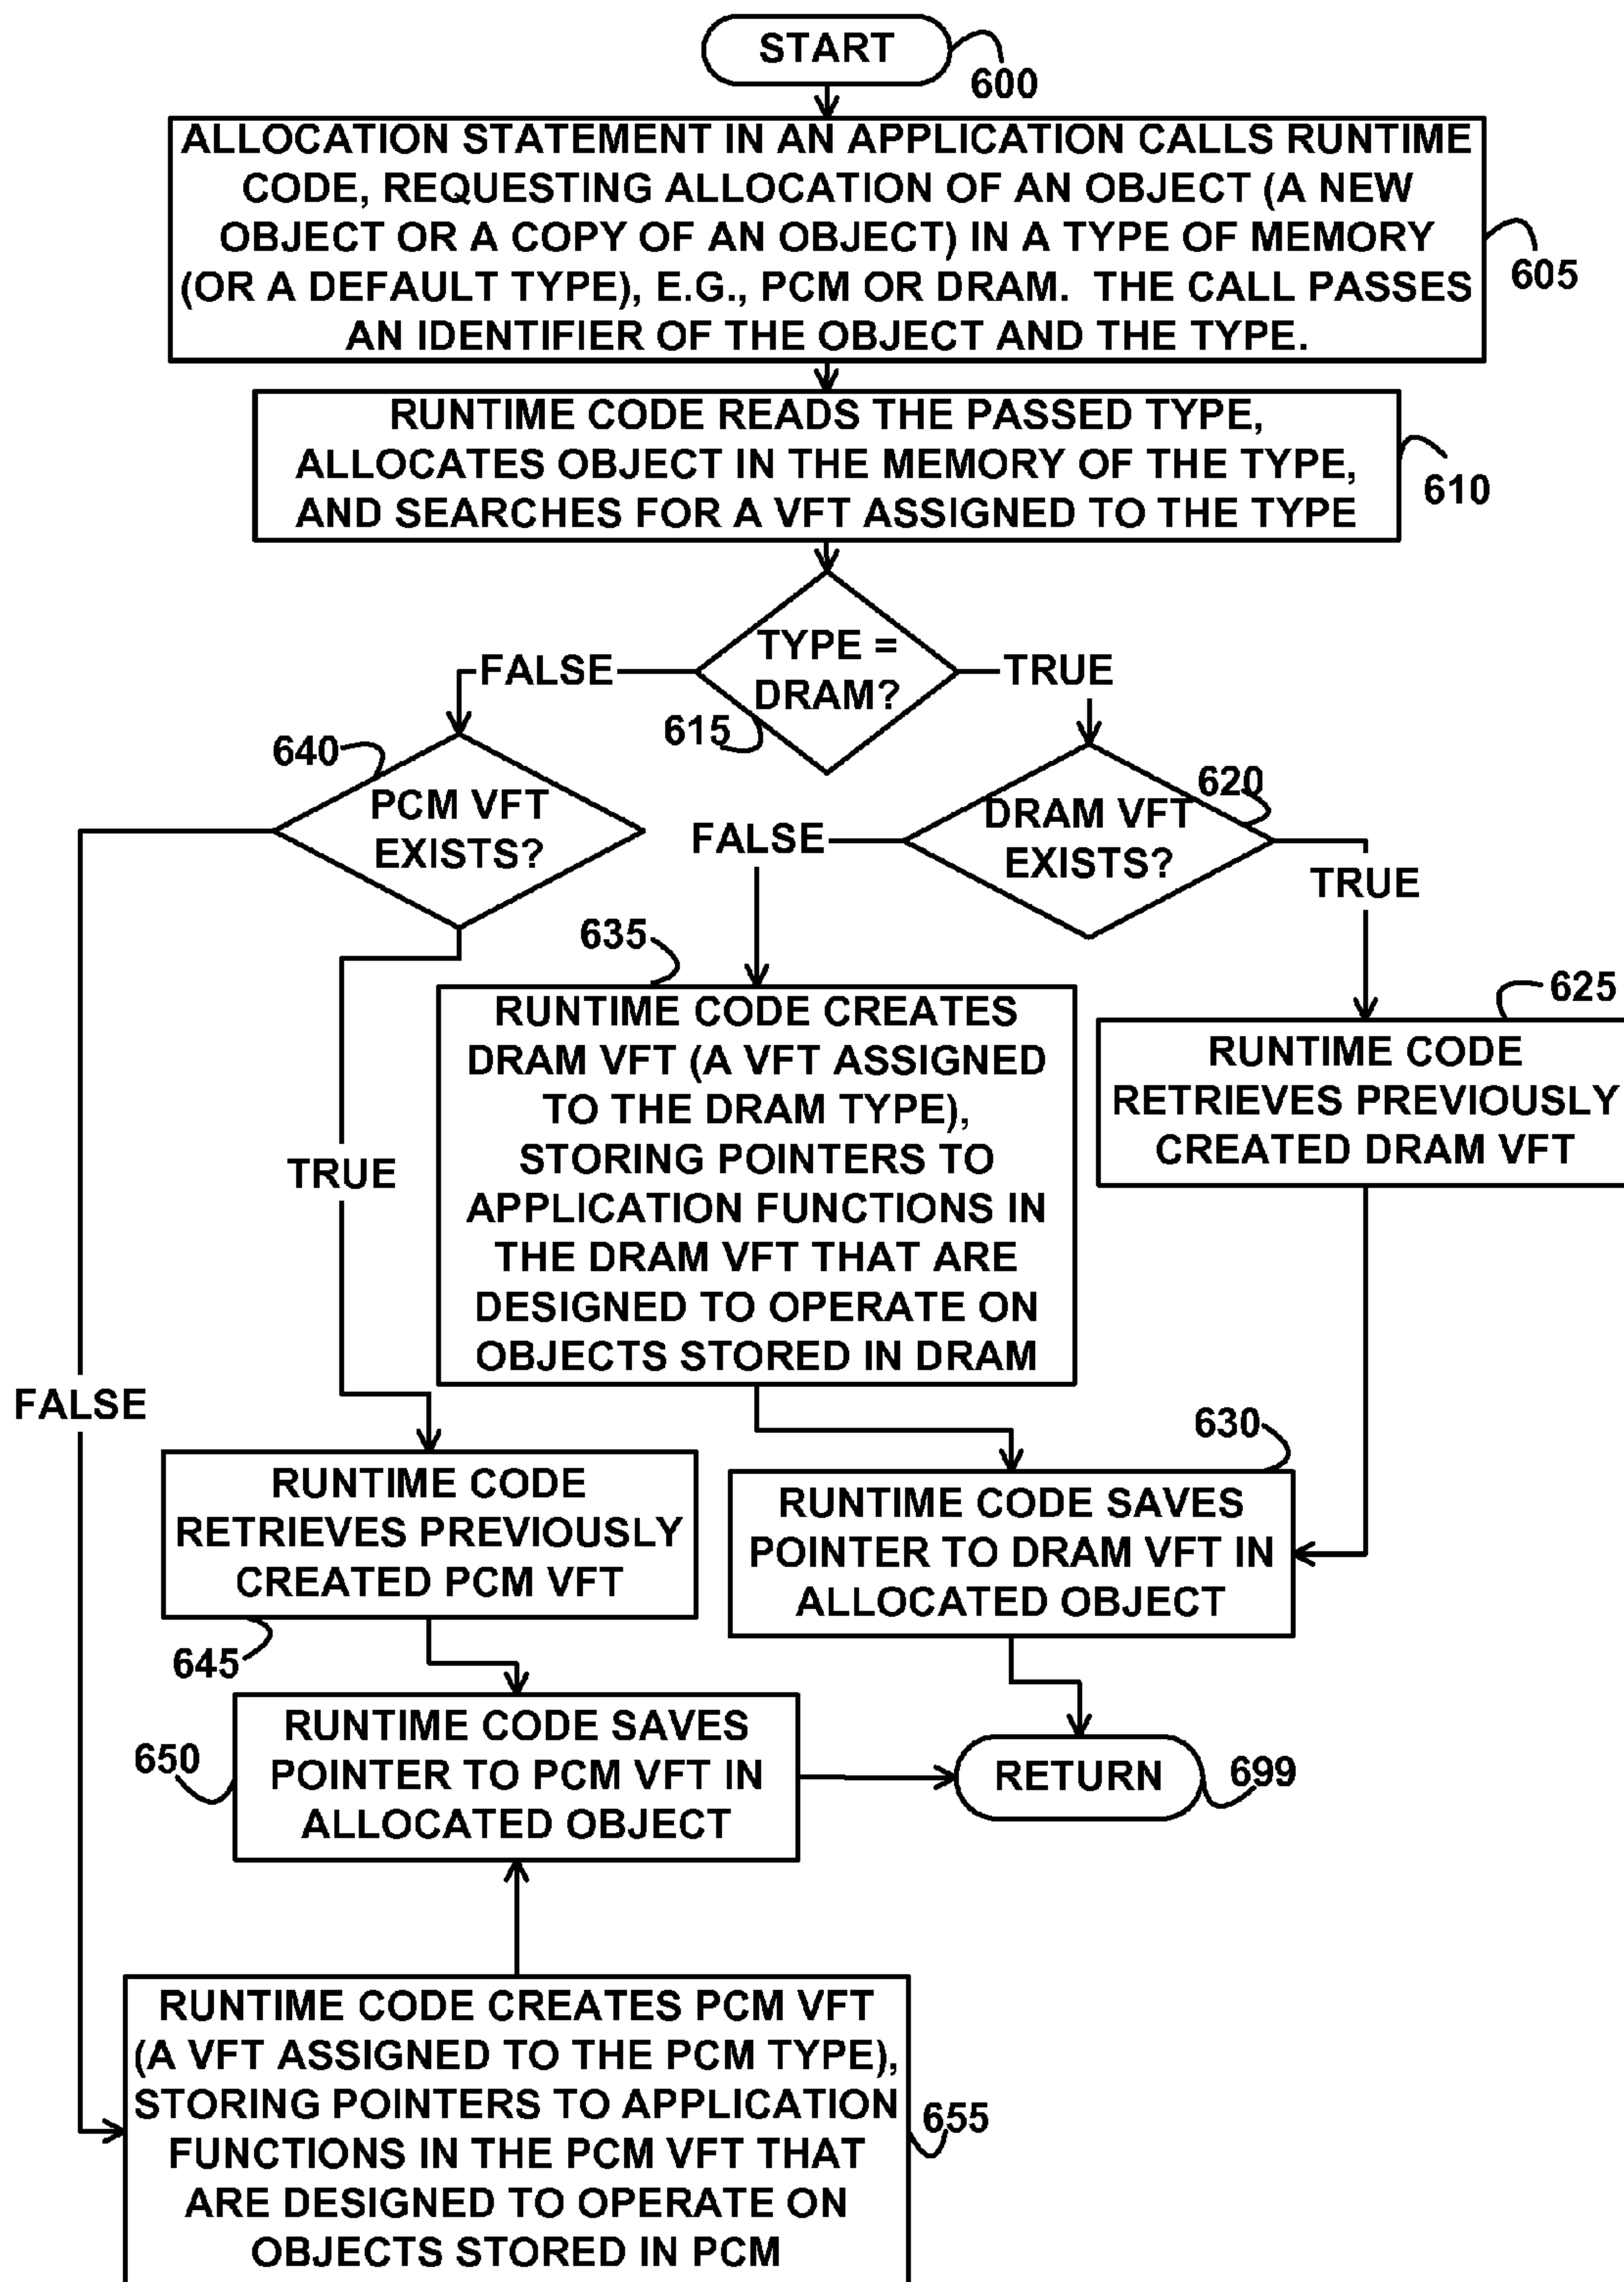 START
600
ALLOCATION STATEMENT IN AN APPLICATION CALLS RUNTIME
CODE, REQUESTING ALLOCATION OF AN OBJECT (A NEW
OBJECT OR A COPY OF AN OBJECT) IN A TYPE OF MEMORY
(OR A DEFAULT TYPE), E.G., PCM OR DRAM. THE CALL PASSES
AN IDENTIFIER OF THE OBJECT AND THE TYPE.
605
RUNTIME CODE READS THE PASSED TYPE,
ALLOCATES OBJECT IN THE MEMORY OF THE TYPE,
AND SEARCHES FOR A VFT ASSIGNED TO THE TYPE
610
TYPE =
DRAM?
615
FALSE
TRUE
640
PCM VFT
EXISTS?
620
DRAM VFT
EXISTS?
FALSE
TRUE
635
RUNTIME CODE CREATES
DRAM VFT (A VFT ASSIGNED
TO THE DRAM TYPE),
STORING POINTERS TO
APPLICATION FUNCTIONS IN
THE DRAM VFT THAT ARE
DESIGNED TO OPERATE ON
OBJECTS STORED IN DRAM
625
RUNTIME CODE
RETRIEVES PREVIOUSLY
CREATED DRAM VFT
TRUE
FALSE
RUNTIME CODE
RETRIEVES PREVIOUSLY
CREATED PCM VFT
645
630
RUNTIME CODE SAVES
POINTER TO DRAM VFT IN
ALLOCATED OBJECT
650
RUNTIME CODE SAVES
POINTER TO PCM VFT IN
ALLOCATED OBJECT
RETURN
699
RUNTIME CODE CREATES PCM VFT
(A VFT ASSIGNED TO THE PCM TYPE),
STORING POINTERS TO APPLICATION
FUNCTIONS IN THE PCM VFT THAT
ARE DESIGNED TO OPERATE ON
OBJECTS STORED IN PCM
655